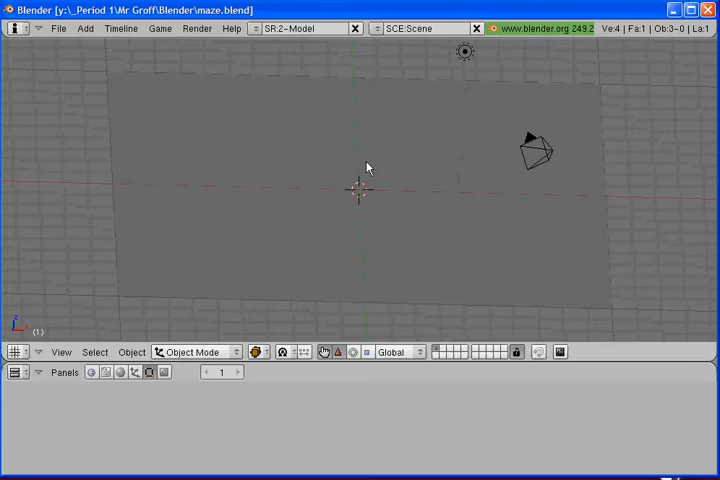 Blender [y:\_Period 1\Mr Groff\Blender\maze.blend]
File Add Timeline Game Render Help SR:2-Model SCE:Scene www.blender.org 249.2 Ve:4 | Fa:1 | Ob:3-0 | La:1
z
x
(1)
View Select Object Object Mode Global
Panels 1